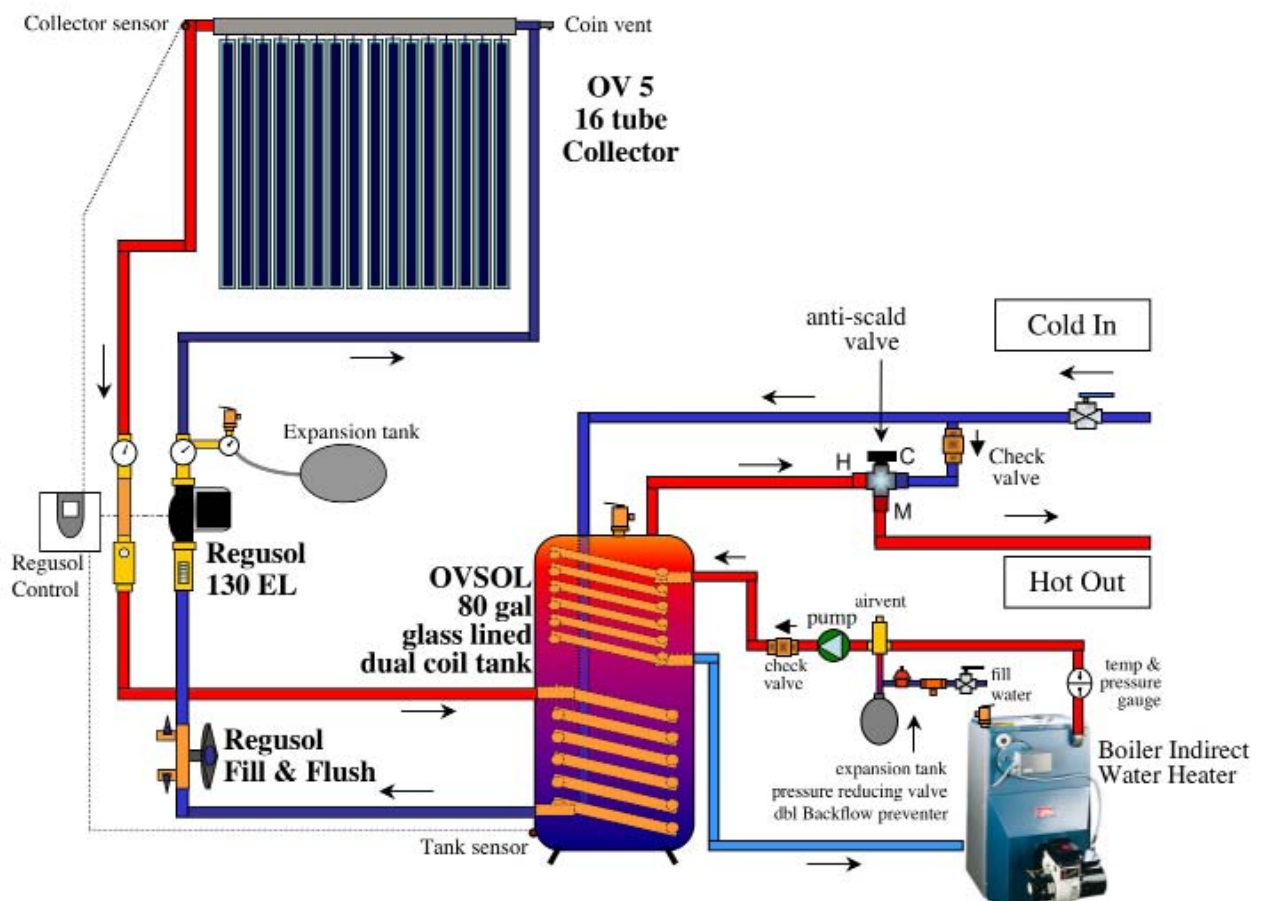 Collector sensor
Coin vent
OV 5
16 tube
Collector
anti-scald
valve
Cold In
Expansion tank
H
C
M
Check
valve
Regusol
Control
Regusol
130 EL
OVSOL
80 gal
glass lined
dual coil tank
Hot Out
airvent
pump
check
valve
fill
water
temp &
pressure
gauge
Regusol
Fill & Flush
expansion tank
pressure reducing valve
dbl Backflow preventer
Boiler Indirect
Water Heater
Tank sensor